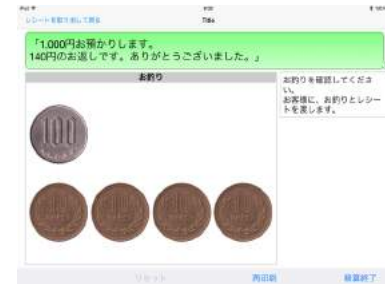 レシートを取り出して戻る
Title
「1,000円お預かりします。
140円のお返しです。ありがとうございました。」
お釣り
お釣りを確認してくださ
い。
お客様に、お釣りとレシー
トを渡します。
100
リセット
再印刷
精算終了